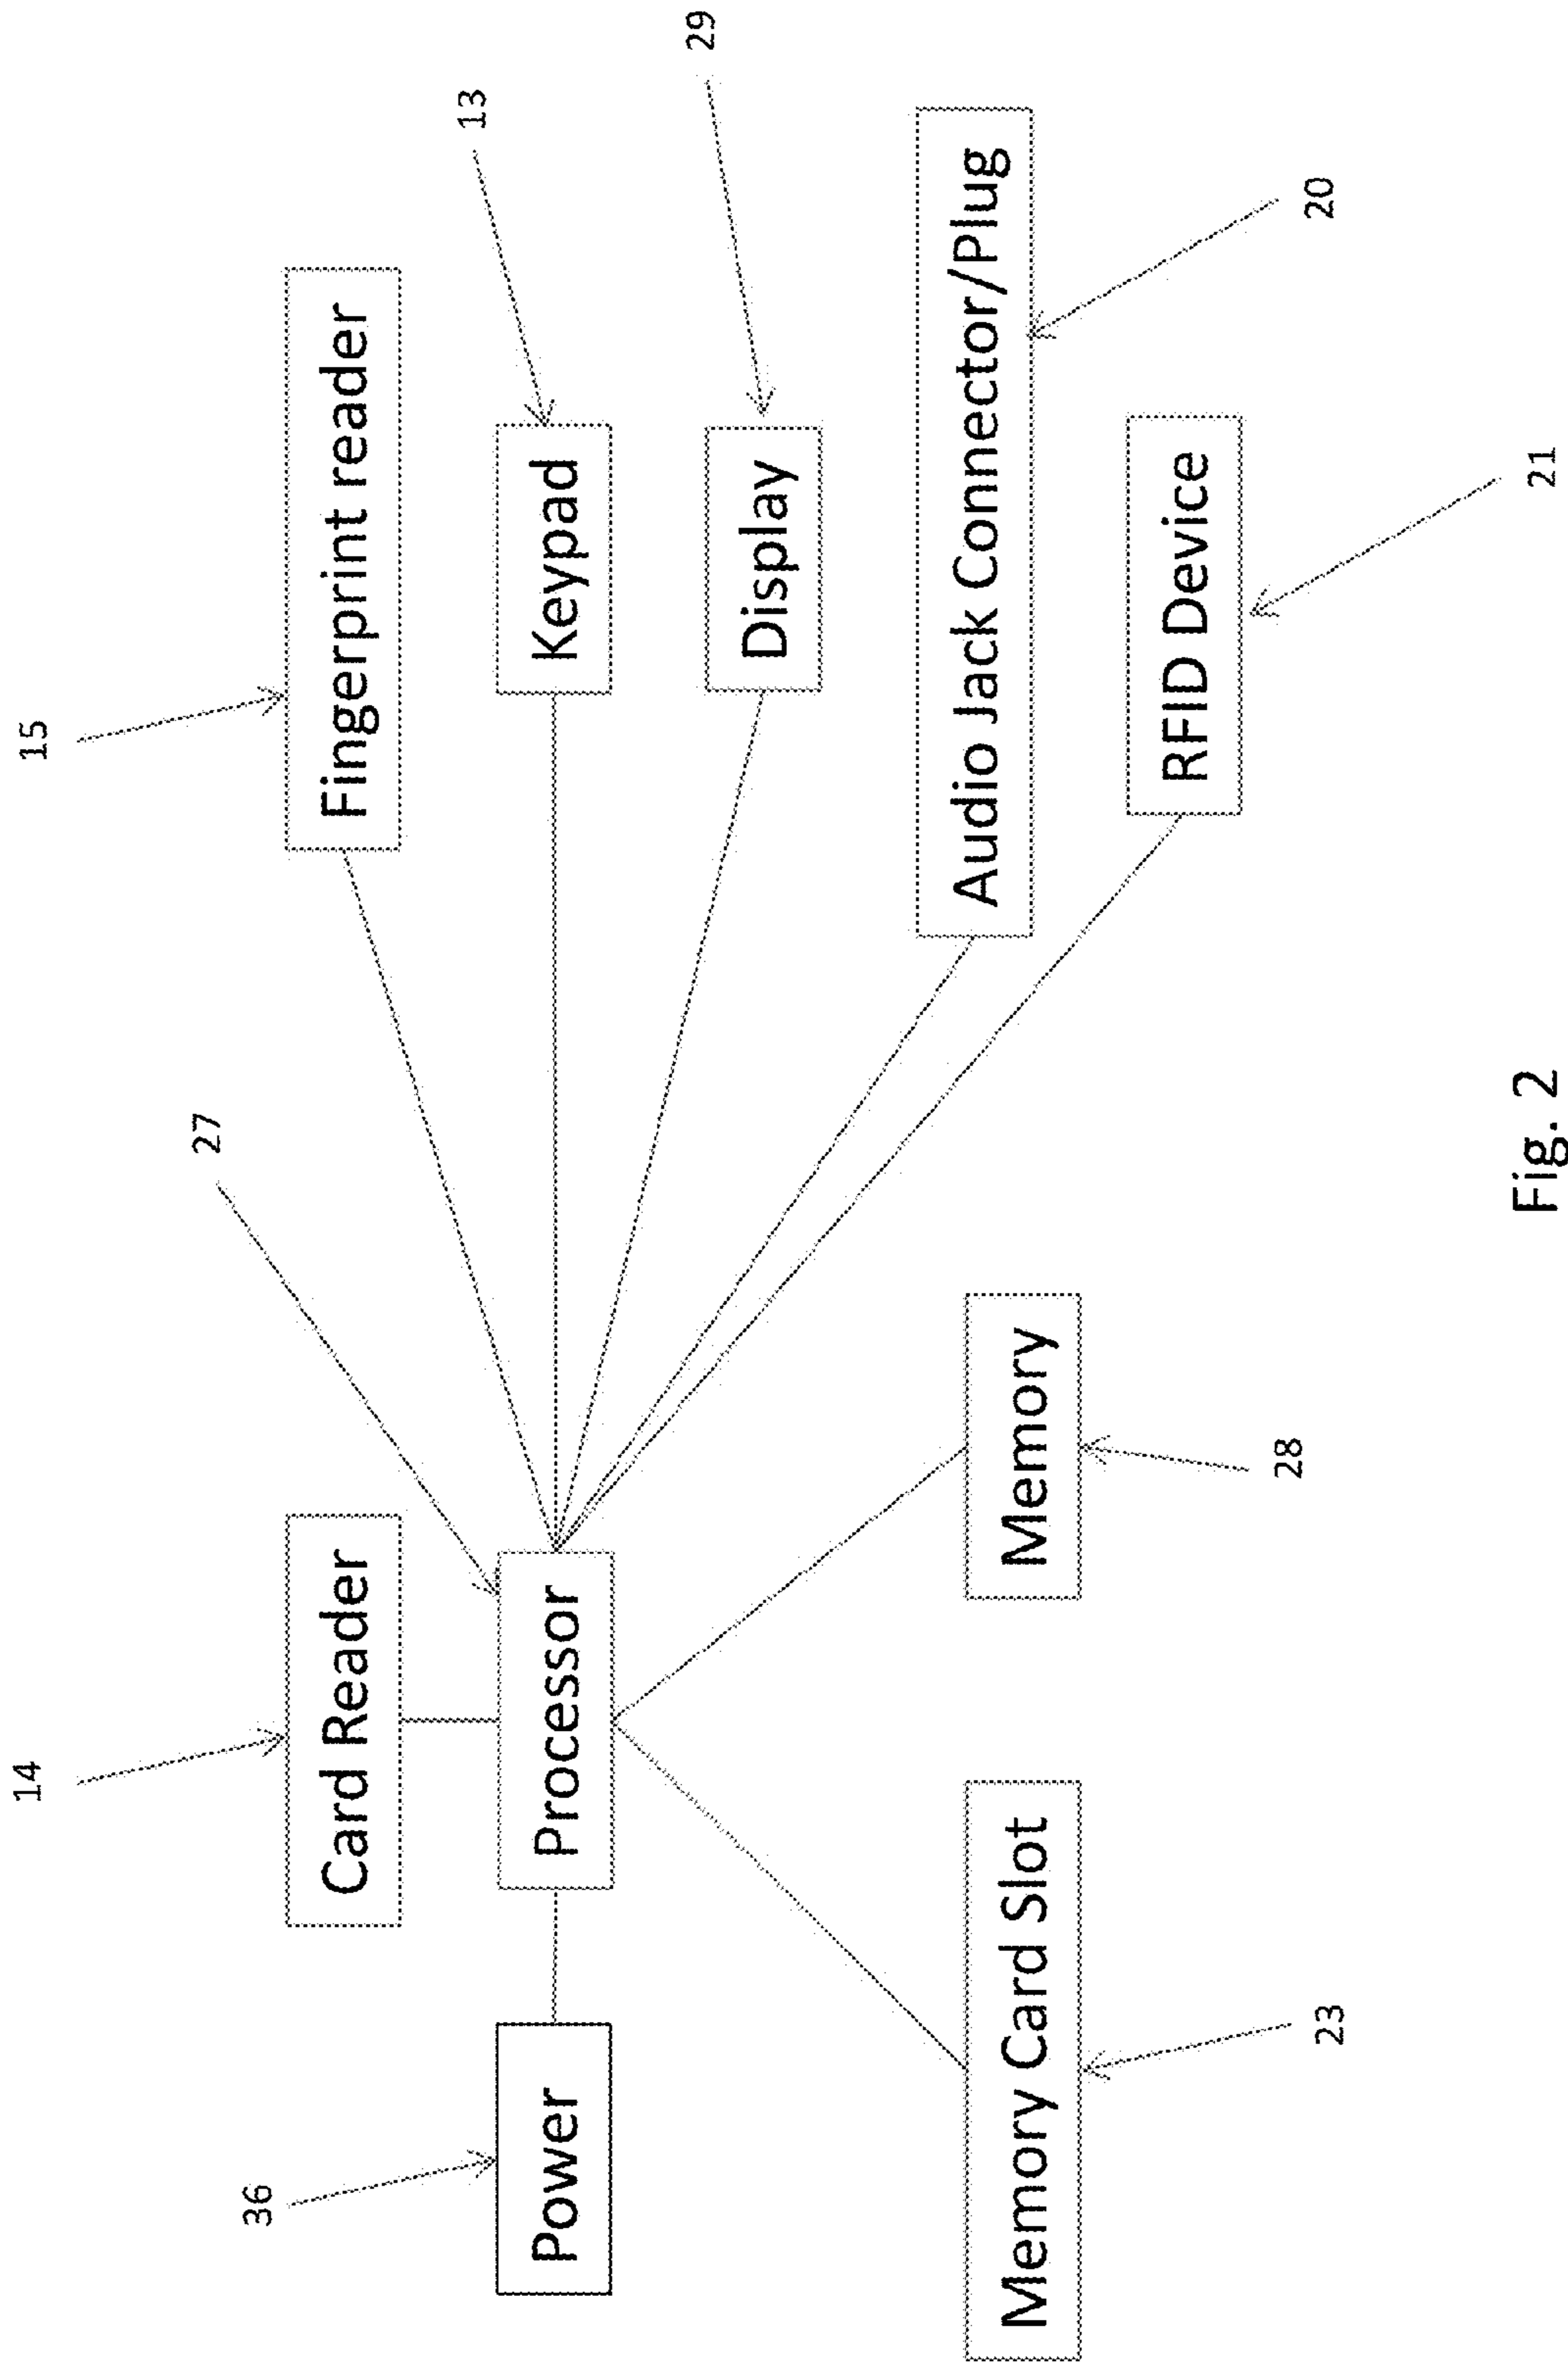 14
15
27
36
13
29
Card Reader
Fingerprint reader
Power
Processor
Keypad
Display
Memory Card Slot
Memory
Audio Jack Connector/Plug
RFID Device
23
28
20
21
Fig. 2